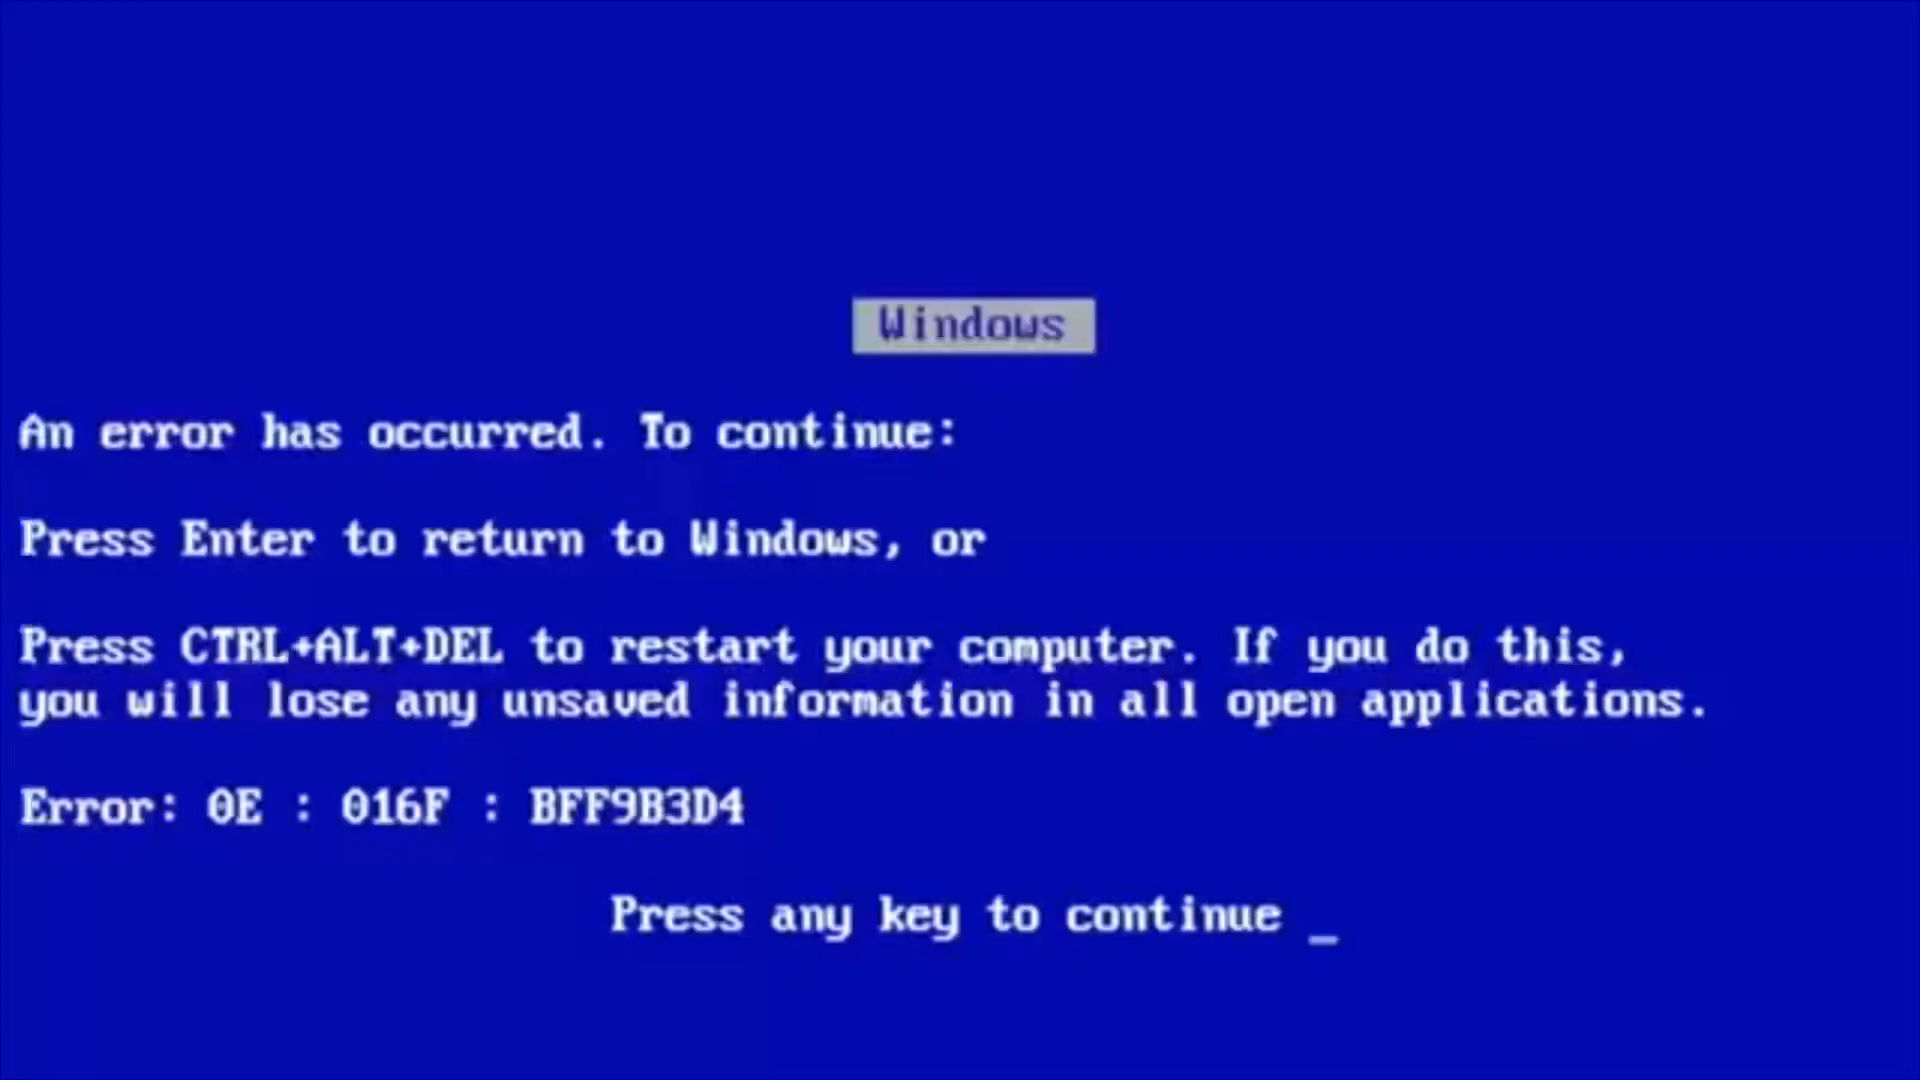 Windows
An error has occurred. To continue:
Press Enter to return to Windows, or
Press CTRL+ALT+DEL to restart your computer. If you do this,
you will lose any unsaved information in all open applications.
Error: 0E : 016F : BFF9B3D4
Press any key to continue _